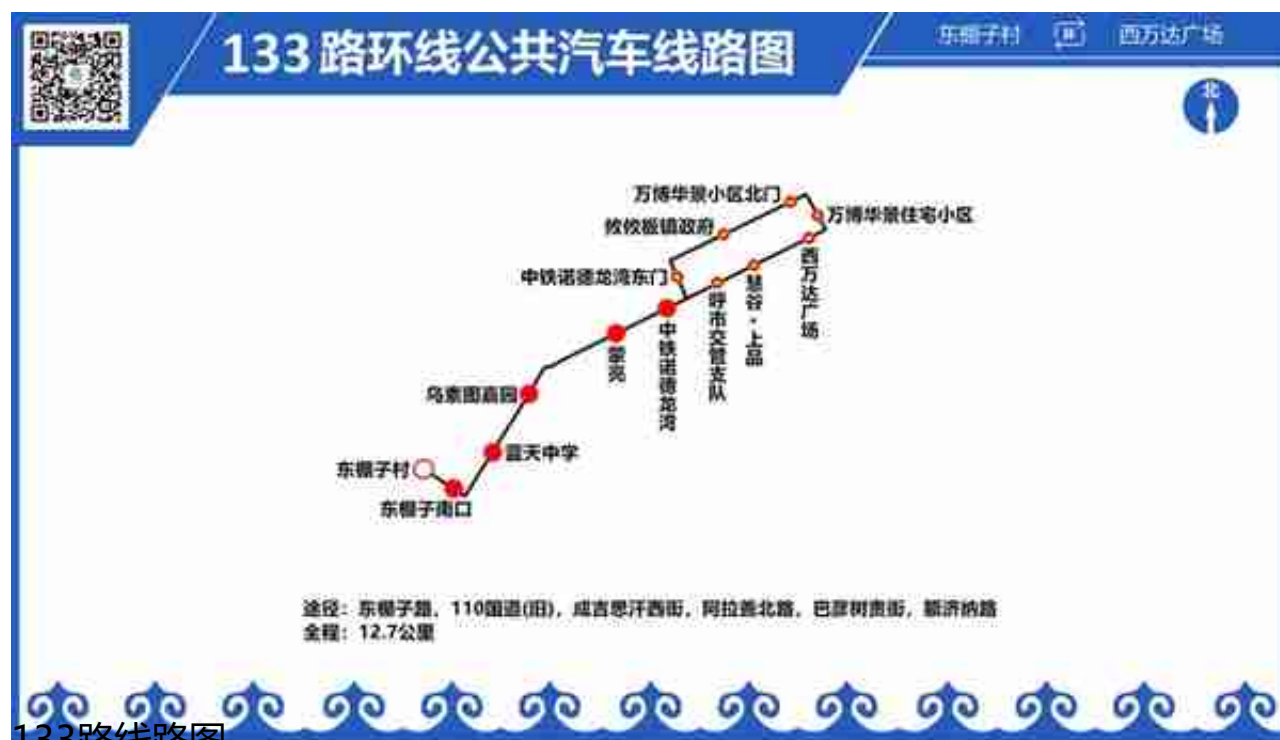 133路环线公共汽车线路图
东棚子村
西万达广场
北
万博华景小区北门
万博华景住宅小区
攸攸板镇政府
中铁诺德龙湾东门
西万达广场
慧谷·上品
呼市交管支队
中铁诺德龙湾
蒙亮
乌素图嘉园
蓝天中学
东棚子村
东棚子南口
途径：东棚子路，110国道(旧)，成吉思汗西街，阿拉善北路，巴彦树贵街，额济纳路
全程：12.7公里
133路线路图